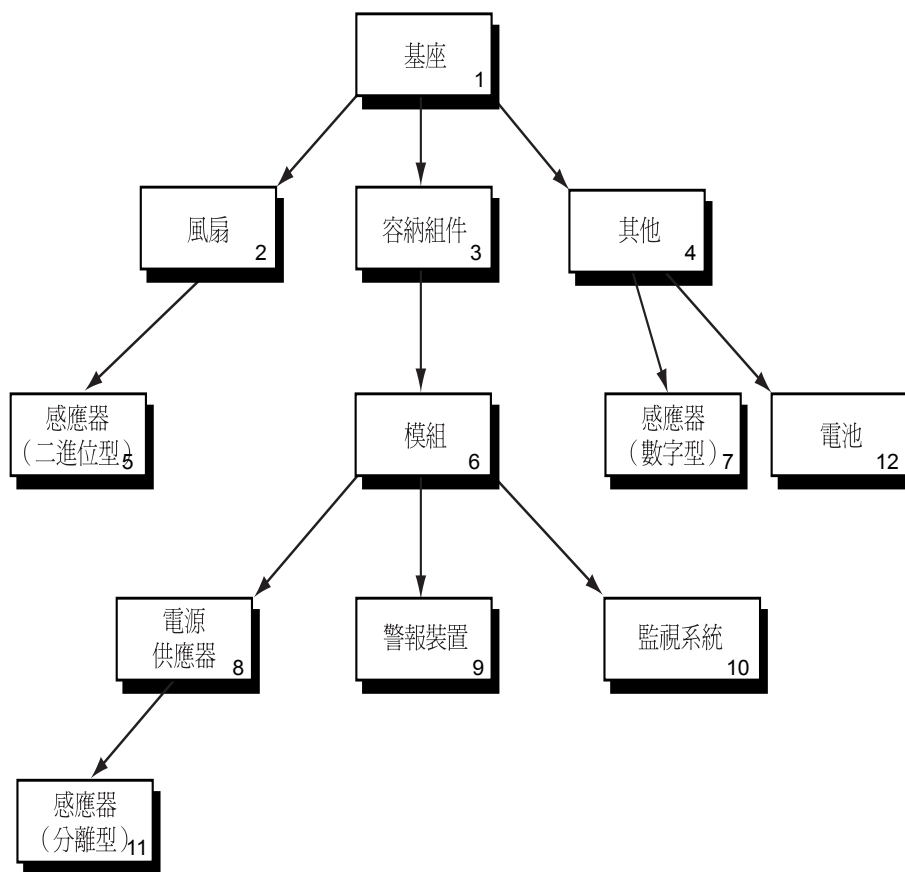 基座
1
風扇
2
容納組件
3
其他
4
感應器
（二進位型）
5
模組
6
感應器
（數字型）
7
電池
12
電源
供應器
8
警報裝置
9
監視系統
10
感應器
（分離型）
11